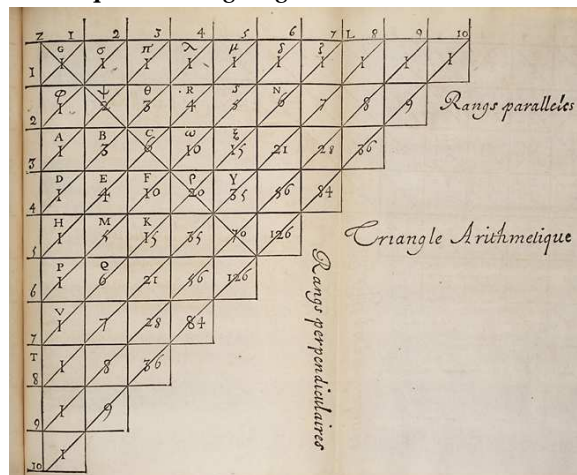 Z 1 2 3 4 5 6 7 L 8 9 10
G σ π λ μ δ ζ
1 1 1 1 1 1 1 1 1 1 1
φ ψ θ R S N
2 1 2 3 4 5 6 7 8 9 Rangs paralleles
A B C ω ξ
3 1 3 6 10 15 21 28 36
D E F ρ Y
4 1 4 10 20 35 56 84
H M K
5 1 5 15 35 70 126
Triangle Arithmetique
P Q
6 1 6 21 56 126
V
7 1 7 28 84
T
8 1 8 36
9 1 9
10 1
Rangs perpendiculaires